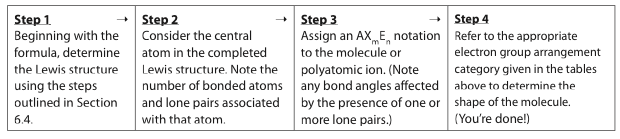 Step 1 →
Beginning with the
formula, determine
the Lewis structure
using the steps
outlined in Section
6.4.
Step 2 →
Consider the central
atom in the completed
Lewis structure. Note the
number of bonded atoms
and lone pairs associated
with that atom.
Step 3 →
Assign an AXₘEₙ notation
to the molecule or
polyatomic ion. (Note
any bond angles affected
by the presence of one or
more lone pairs.)
Step 4
Refer to the appropriate
electron group arrangement
category given in the tables
above to determine the
shape of the molecule.
(You're done!)